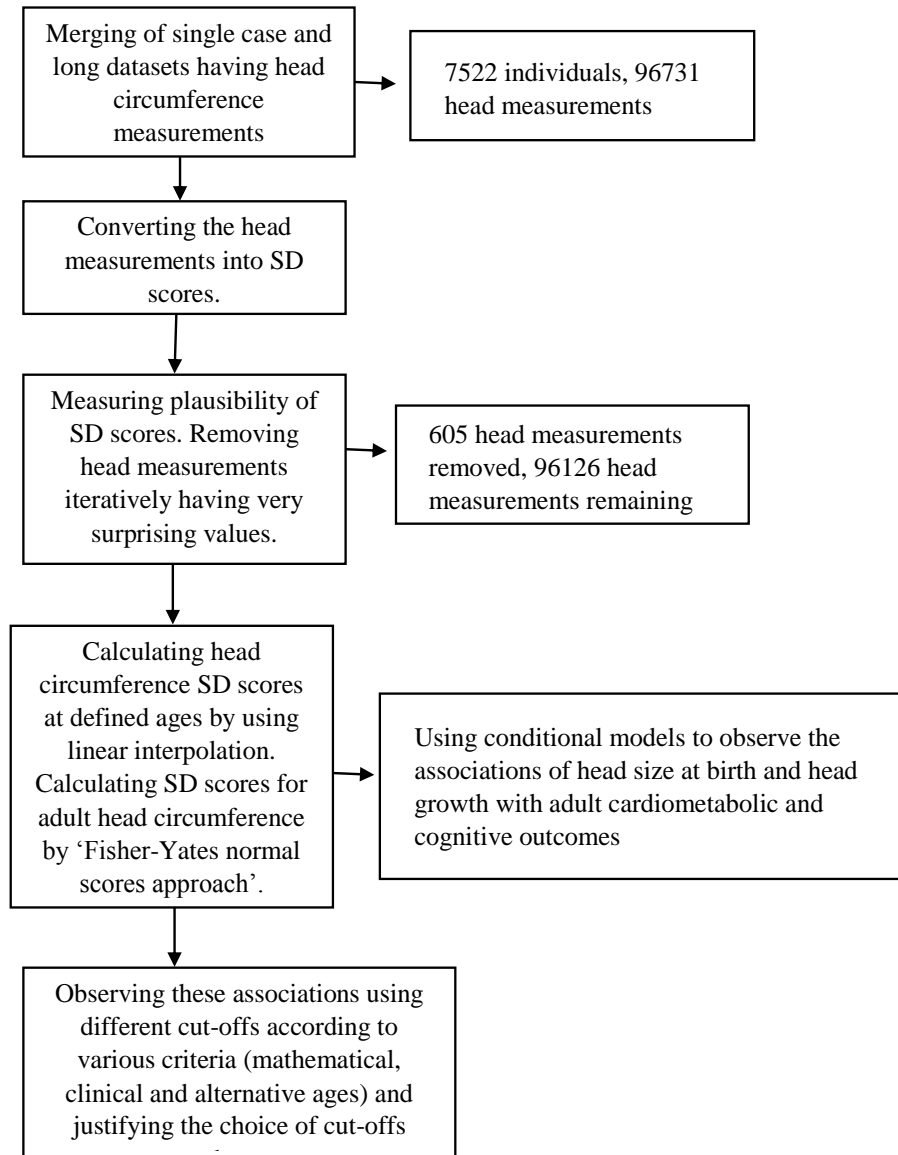 Merging of single case and
long datasets having head
circumference
measurements
7522 individuals, 96731
head measurements
Converting the head
measurements into SD
scores.
Measuring plausibility of
SD scores. Removing
head measurements
iteratively having very
surprising values.
605 head measurements
removed, 96126 head
measurements remaining
Calculating head
circumference SD scores
at defined ages by using
linear interpolation.
Calculating SD scores for
adult head circumference
by ‘Fisher-Yates normal
scores approach’.
Using conditional models to observe the
associations of head size at birth and head
growth with adult cardiometabolic and
cognitive outcomes
Observing these associations using
different cut-offs according to
various criteria (mathematical,
clinical and alternative ages) and
justifying the choice of cut-offs